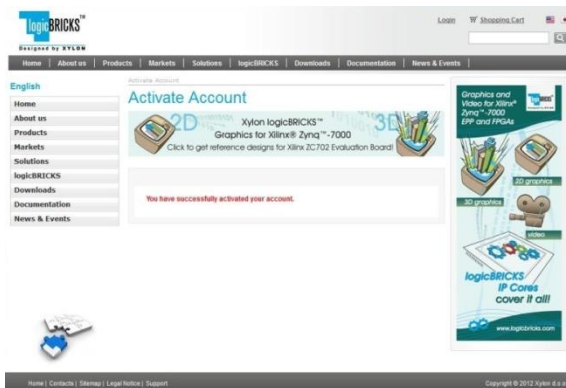 logicBRICKS™
Designed by XYLON
Login Shopping Cart
Home | About us | Products | Markets | Solutions | logicBRICKS | Downloads | Documentation | News & Events |
English
Home
About us
Products
Markets
Solutions
logicBRICKS
Downloads
Documentation
News & Events
Activate Account
Activate Account
2D 3D
Xylon logicBRICKS™
Graphics for Xilinx® Zynq™-7000
Click to get reference designs for Xilinx ZC702 Evaluation Board!
You have successfully activated your account.
Graphics and
Video for Xilinx®
Zynq™-7000
EPP and FPGAs
2D graphics
3D graphics
video
logicBRICKS
IP Cores
cover it all!
www.logicbricks.com
Home | Contacts | Sitemap | Legal Notice | Support
Copyright © 2012 Xylon d.o.o.